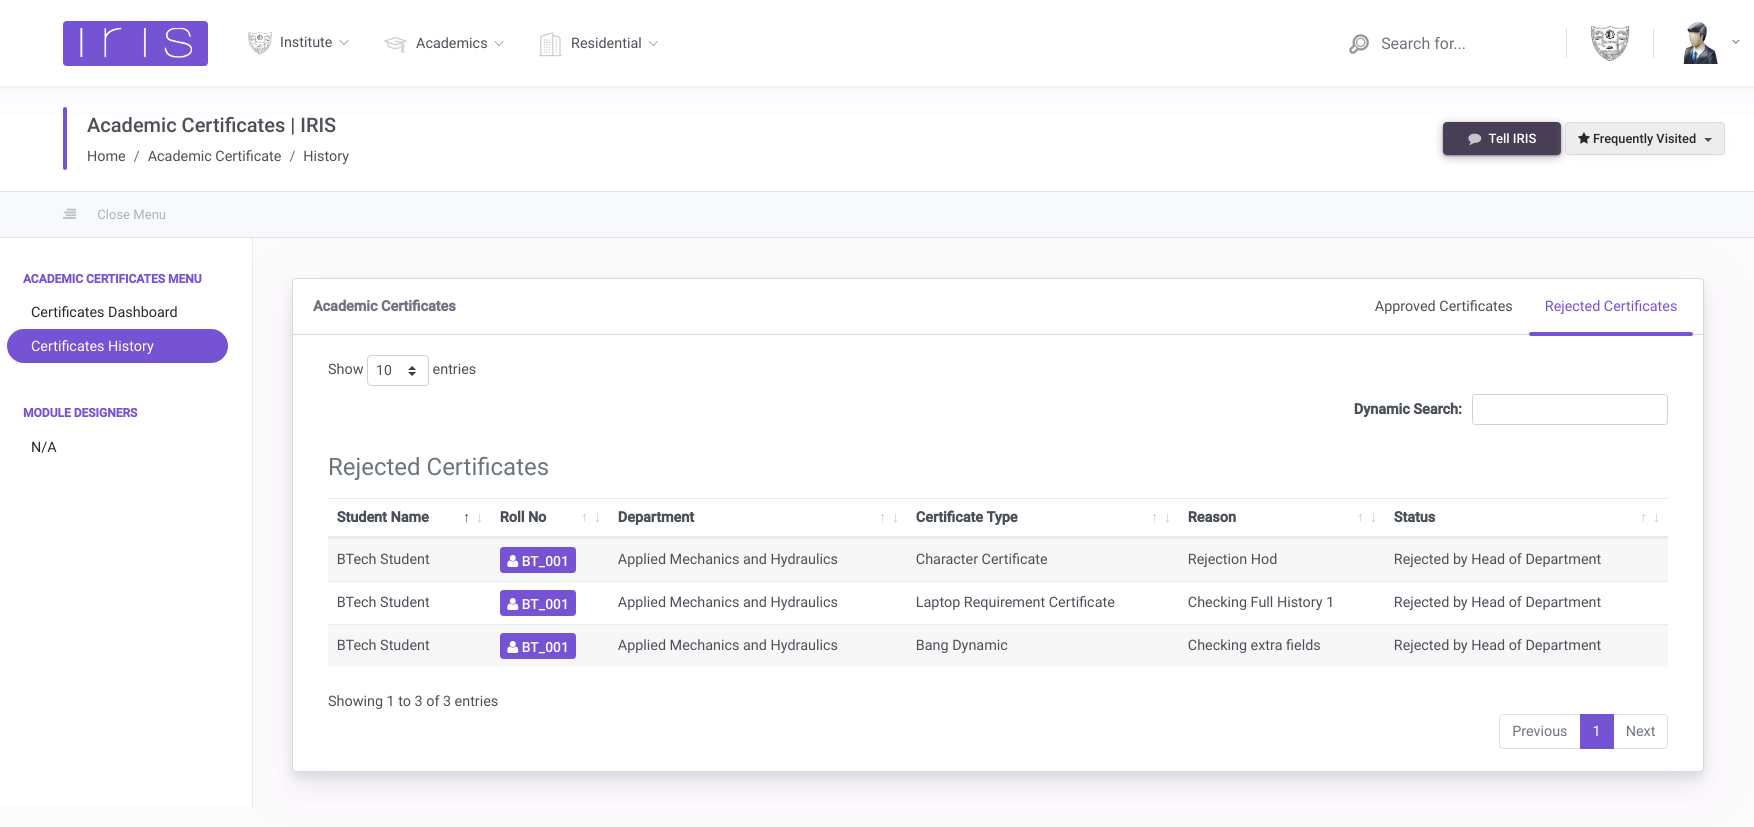 Iris Institute Academics Residential Search for...
Academic Certificates | IRIS
Home / Academic Certificate / History
Tell IRIS Frequently Visited
Close Menu
ACADEMIC CERTIFICATES MENU
Certificates Dashboard
Certificates History
MODULE DESIGNERS
N/A
Academic Certificates Approved Certificates Rejected Certificates
Show 10 entries
Dynamic Search:
Rejected Certificates
Student Name ↑ ↓ Roll No ↑ ↓ Department ↑ ↓ Certificate Type ↑ ↓ Reason ↑ ↓ Status ↑ ↓
BTech Student BT_001 Applied Mechanics and Hydraulics Character Certificate Rejection Hod Rejected by Head of Department
BTech Student BT_001 Applied Mechanics and Hydraulics Laptop Requirement Certificate Checking Full History 1 Rejected by Head of Department
BTech Student BT_001 Applied Mechanics and Hydraulics Bang Dynamic Checking extra fields Rejected by Head of Department
Showing 1 to 3 of 3 entries
Previous 1 Next